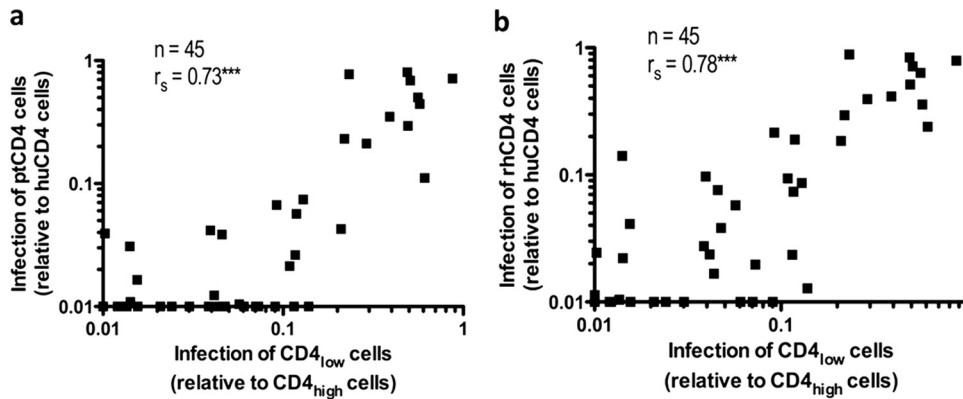 a
n = 45
rs = 0.73***
Infection of ptCD4 cells
(relative to huCD4 cells)
1
0.1
0.01
0.01
0.1
1
Infection of CD4low cells
(relative to CD4high cells)
b
n = 45
rs = 0.78***
Infection of rhCD4 cells
(relative to huCD4 cells)
1
0.1
0.01
0.01
0.1
Infection of CD4low cells
(relative to CD4high cells)